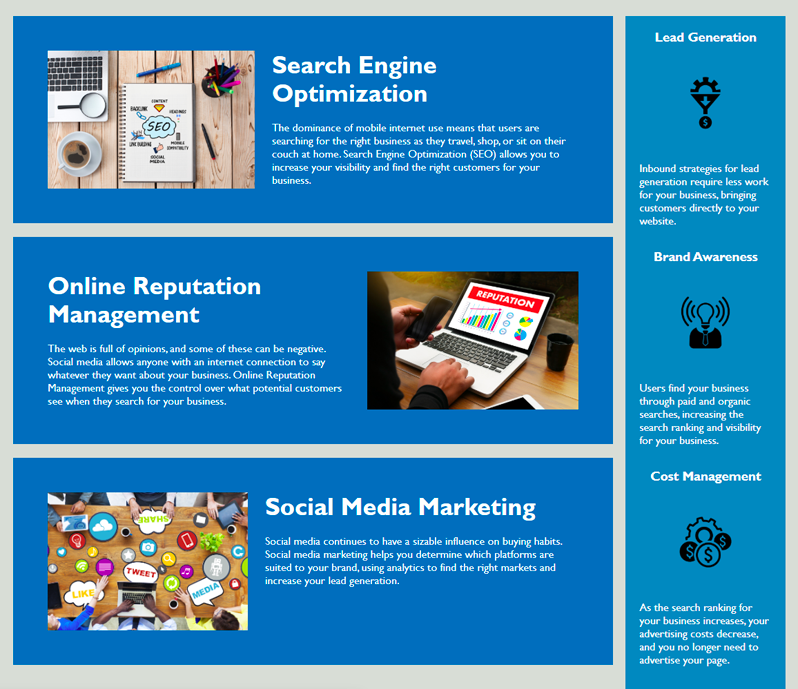 Search Engine
Optimization
The dominance of mobile internet use means that users are
searching for the right business as they travel, shop, or sit on their
couch at home. Search Engine Optimization (SEO) allows you to
increase your visibility and find the right customers for your
business.
CONTENT
BACKLINK
KEYWORDS
SEO
LINK BUILDING
MOBILE
COMPATIBILITY
SOCIAL
MEDIA
Online Reputation
Management
The web is full of opinions, and some of these can be negative.
Social media allows anyone with an internet connection to say
whatever they want about your business. Online Reputation
Management gives you the control over what potential customers
see when they search for your business.
REPUTATION
Social Media Marketing
Social media continues to have a sizable influence on buying habits.
Social media marketing helps you determine which platforms are
suited to your brand, using analytics to find the right markets and
increase your lead generation.
SHARE
TWEET
LIKE
MEDIA
Lead Generation
$
Inbound strategies for lead
generation require less work
for your business, bringing
customers directly to your
website.
Brand Awareness
Users find your business
through paid and organic
searches, increasing the
search ranking and visibility
for your business.
Cost Management
$ $ $
As the search ranking for
your business increases, your
advertising costs decrease,
and you no longer need to
advertise your page.